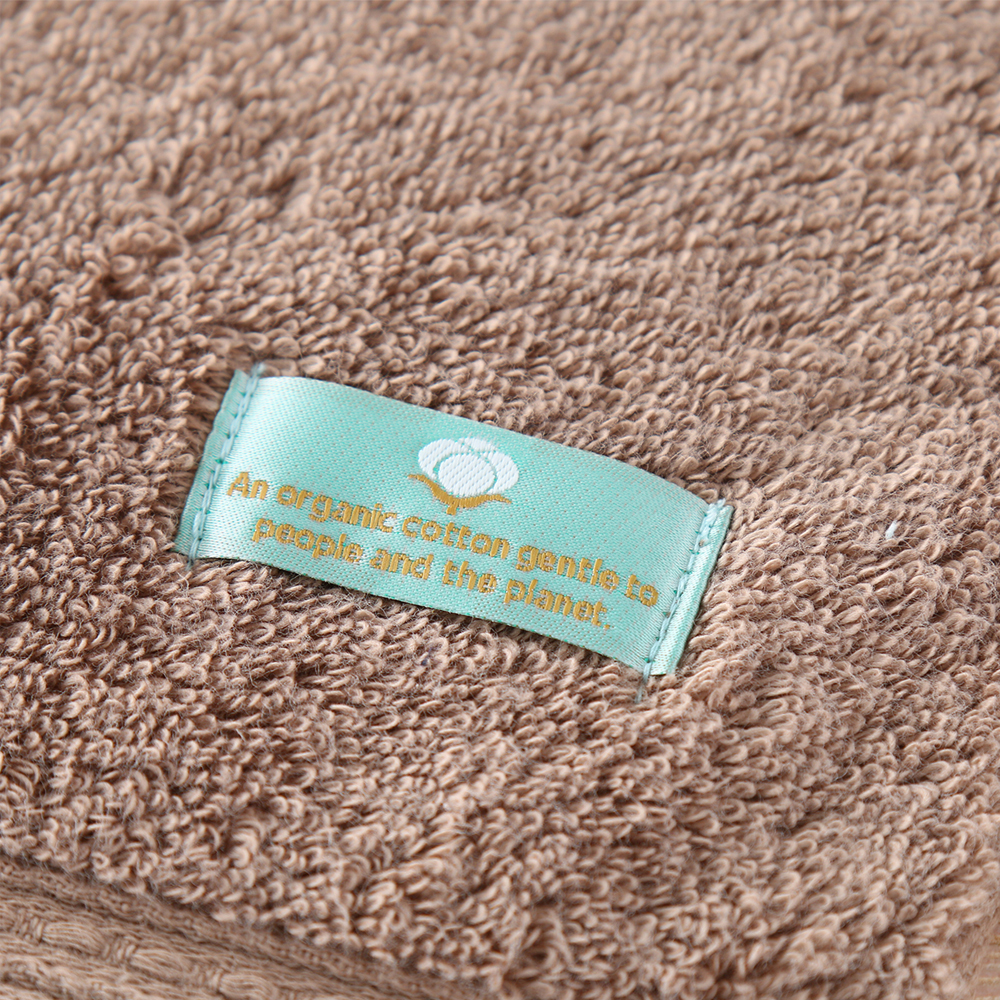 An organic cotton gentle to
people and the planet.